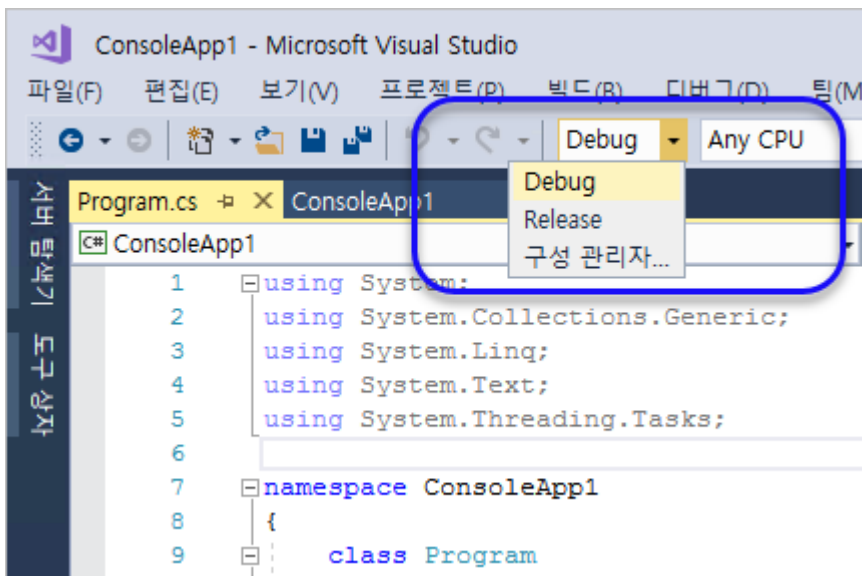 ConsoleApp1 - Microsoft Visual Studio
파일(F) 편집(E) 보기(V) 프로젝트(P) 빌드(B) 디버그(D) 팀(M
Debug Any CPU
Debug
Release
구성 관리자...
서버 탐색기
도구 상자
Program.cs ConsoleApp1
C# ConsoleApp1
1 using System;
2 using System.Collections.Generic;
3 using System.Linq;
4 using System.Text;
5 using System.Threading.Tasks;
6
7 namespace ConsoleApp1
8 {
9 class Program